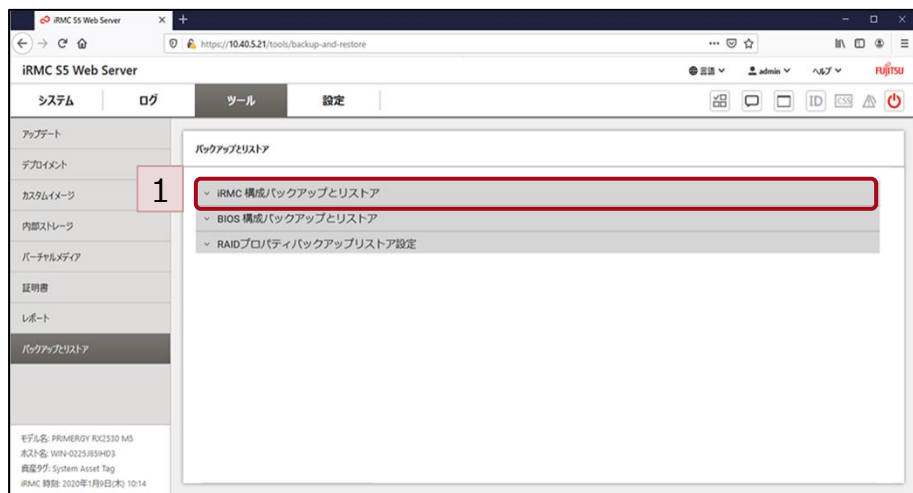 iRMC S5 Web Server
https://10.40.5.21/tools/backup-and-restore
iRMC S5 Web Server
言語 admin ヘルプ FUJITSU
システム ログ ツール 設定
ID CSS
アップデート
デプロイメント
カスタムイメージ
内部ストレージ
バーチャルメディア
証明書
レポート
バックアップとリストア
バックアップとリストア
1
iRMC 構成バックアップとリストア
BIOS 構成バックアップとリストア
RAIDプロパティバックアップリストア設定
モデル名: PRIMERGY RX2530 M5
ホスト名: WIN-0225J85IHD3
資産タグ: System Asset Tag
iRMC 時刻: 2020年1月9日(木) 10:14